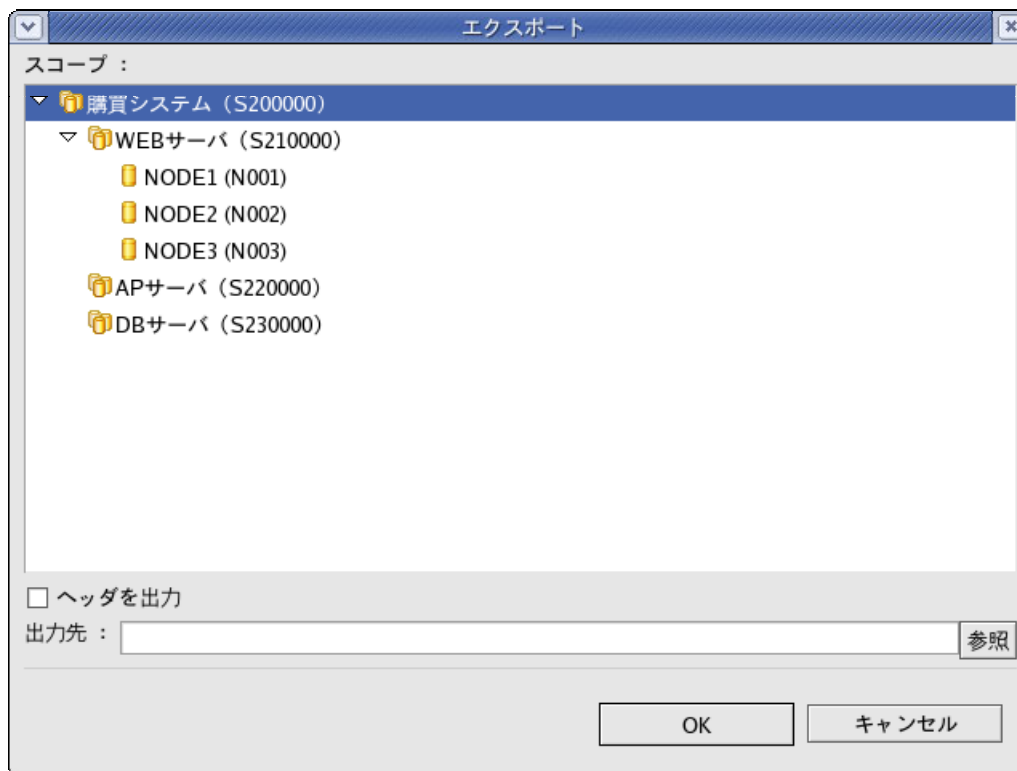 エクスポート
スコープ :
購買システム（S200000）
WEBサーバ（S210000）
NODE1 (N001)
NODE2 (N002)
NODE3 (N003)
APサーバ（S220000）
DBサーバ（S230000）
ヘッダを出力
出力先 : 参照
OK キャンセル